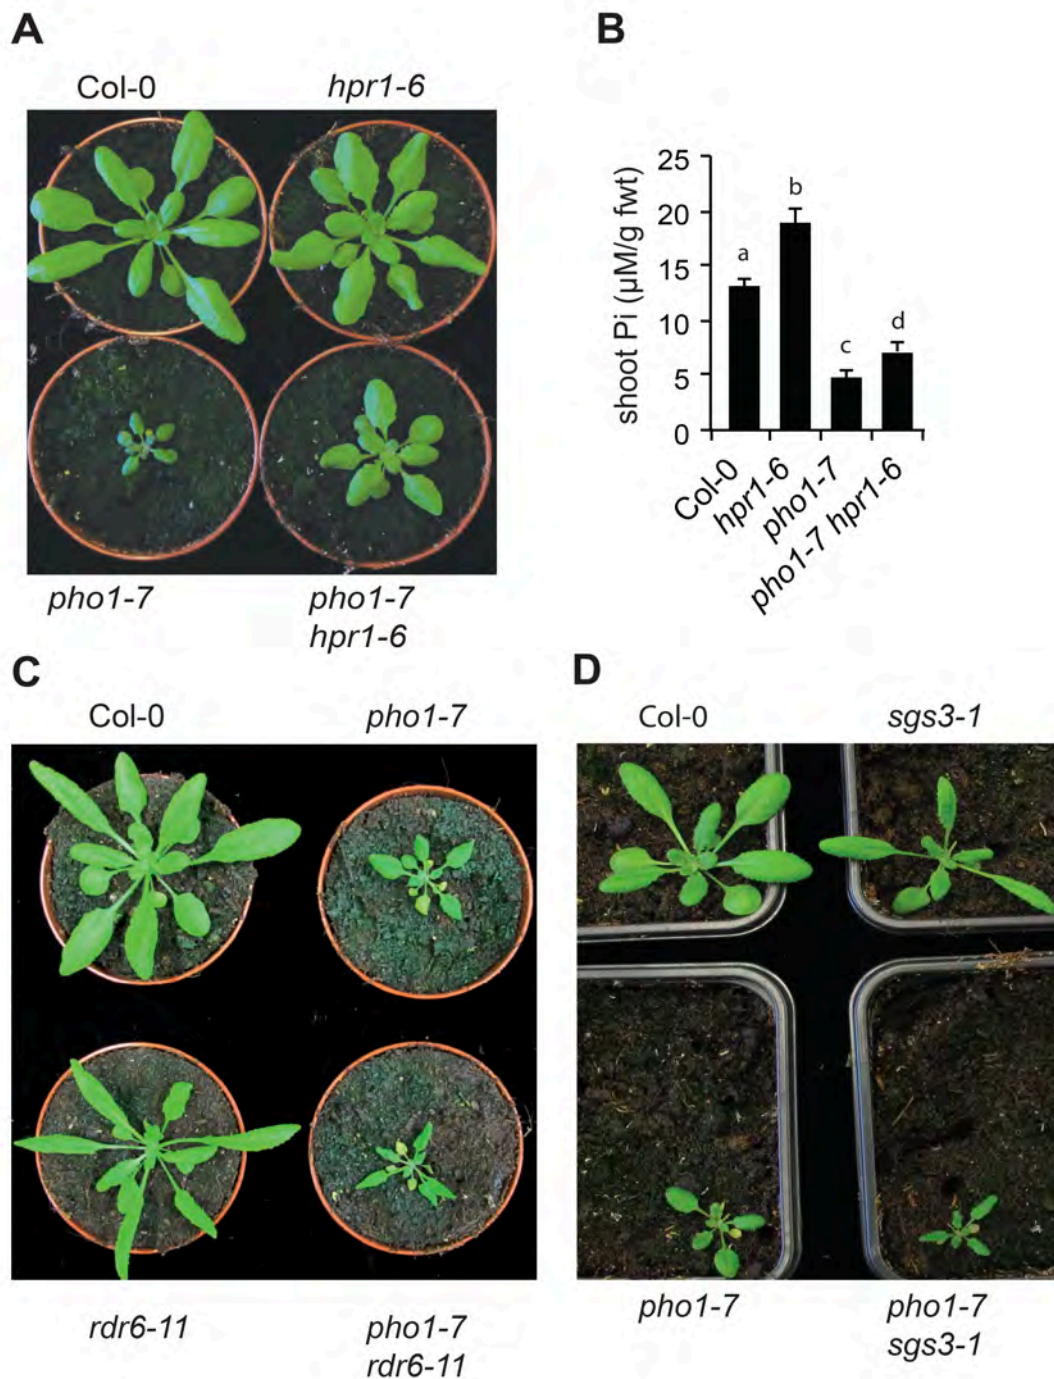 A
Col-0
hpr1-6
pho1-7
pho1-7
hpr1-6
B
shoot Pi (µM/g fwt)
25
20
15
10
5
0
a
b
c
d
Col-0
hpr1-6
pho1-7
pho1-7 hpr1-6
C
Col-0
pho1-7
rdr6-11
pho1-7
rdr6-11
D
Col-0
sgs3-1
pho1-7
pho1-7
sgs3-1